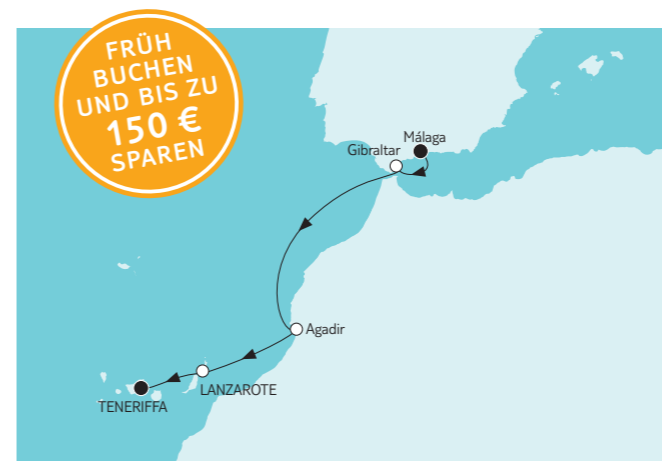 FRÜH
BUCHEN
UND BIS ZU
150 €
SPAREN
Málaga
Gibraltar
Agadir
LANZAROTE
TENERIFFA